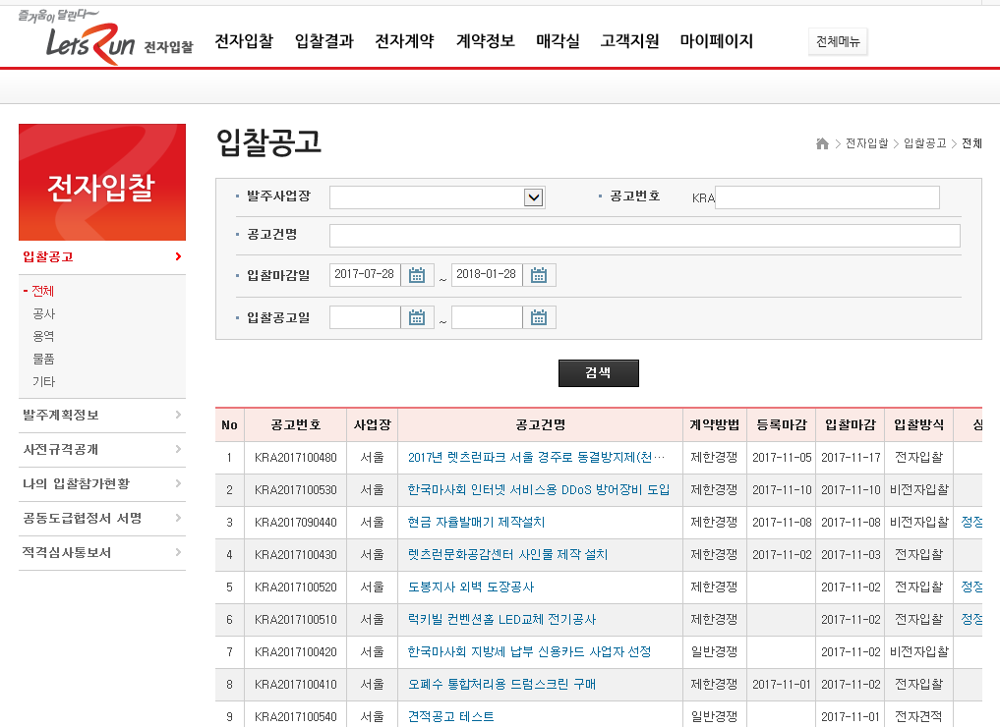 즐거움이 달린다~
Let'sRun 전자입찰 전자입찰 입찰결과 전자계약 계약정보 매각실 고객지원 마이페이지 전체메뉴
전자입찰
입찰공고
전체
공사
용역
물품
기타
발주계획정보
사전규격공개
나의 입찰참가현황
공동도급협정서 서명
적격심사통보서
입찰공고
전자입찰 > 입찰공고 > 전체
발주사업장 공고번호 KRA
공고건명
입찰마감일 2017-07-28 ~ 2018-01-28
입찰공고일 ~
검색
No 공고번호 사업장 공고건명 계약방법 등록마감 입찰마감 입찰방식 상
1 KRA2017100480 서울 2017년 렛츠런파크 서울 경주로 동결방지제(천… 제한경쟁 2017-11-05 2017-11-17 전자입찰
2 KRA2017100530 서울 한국마사회 인터넷 서비스용 DDoS 방어장비 도입 제한경쟁 2017-11-10 2017-11-10 비전자입찰
3 KRA2017090440 서울 현금 자율발매기 제작설치 제한경쟁 2017-11-08 2017-11-08 비전자입찰 정정
4 KRA2017100430 서울 렛츠런문화공감센터 사인물 제작 설치 제한경쟁 2017-11-02 2017-11-03 전자입찰
5 KRA2017100520 서울 도봉지사 외벽 도장공사 제한경쟁 2017-11-02 전자입찰 정정
6 KRA2017100510 서울 럭키빌 컨벤션홀 LED교체 전기공사 제한경쟁 2017-11-02 전자입찰 정정
7 KRA2017100420 서울 한국마사회 지방세 납부 신용카드 사업자 선정 일반경쟁 2017-11-02 비전자입찰
8 KRA2017100410 서울 오폐수 통합처리용 드럼스크린 구매 제한경쟁 2017-11-01 2017-11-02 전자입찰
9 KRA2017100540 서울 견적공고 테스트 일반경쟁 2017-11-01 전자견적